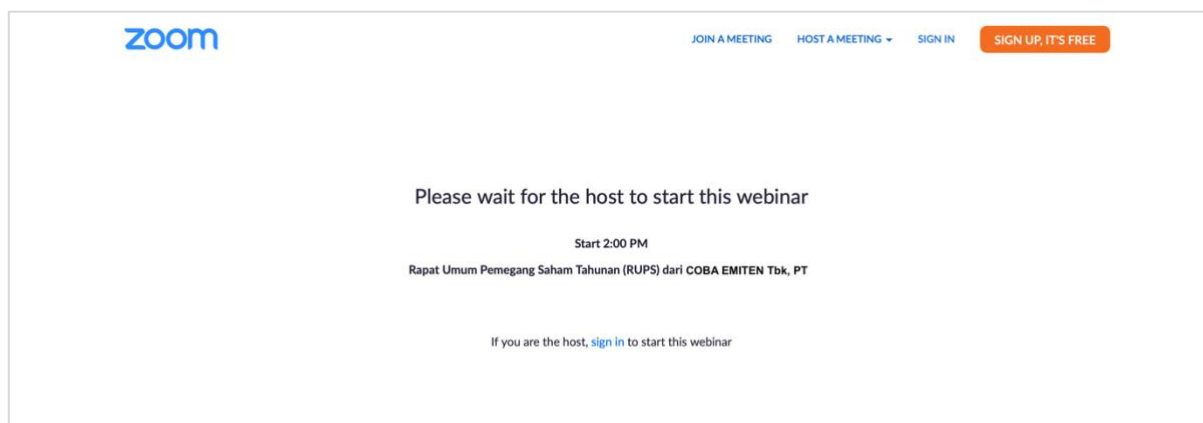 zoom
JOIN A MEETING
HOST A MEETING
SIGN IN
SIGN UP, IT'S FREE
Please wait for the host to start this webinar
Start 2:00 PM
Rapat Umum Pemegang Saham Tahunan (RUPS) dari COBA EMITEN Tbk, PT
If you are the host, sign in to start this webinar